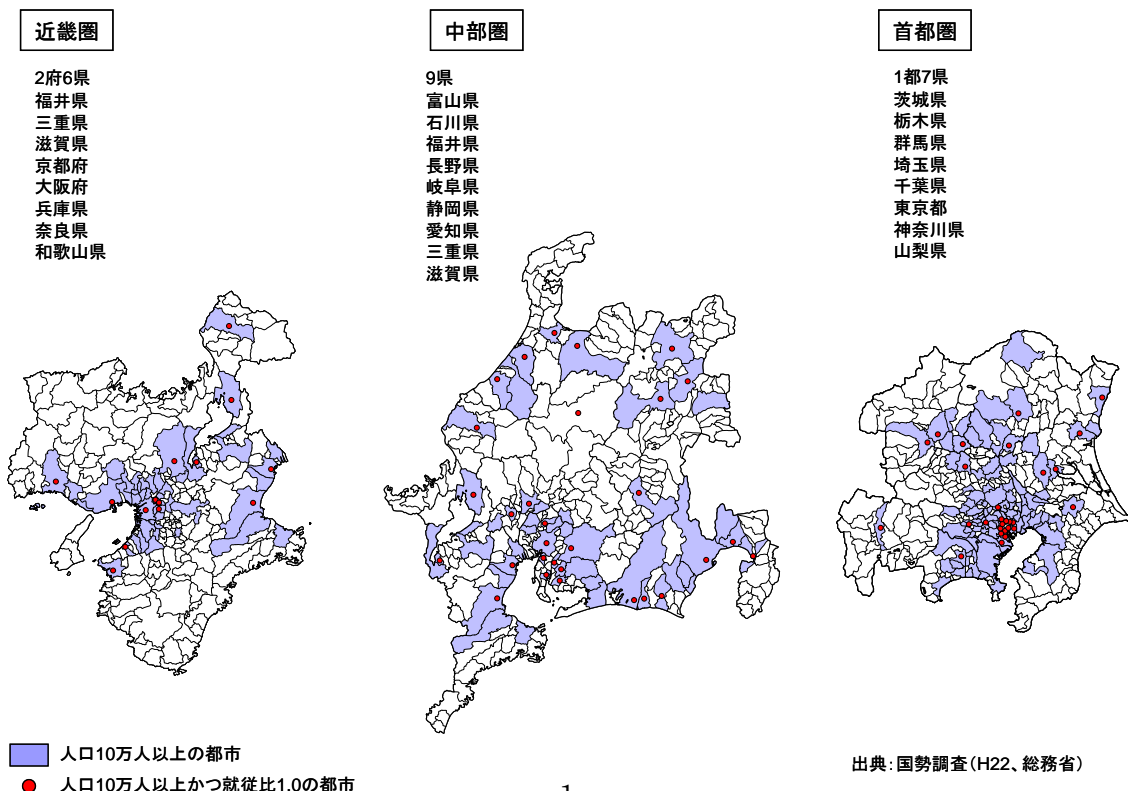 近畿圏
2府6県
福井県
三重県
滋賀県
京都府
大阪府
兵庫県
奈良県
和歌山県
中部圏
9県
富山県
石川県
福井県
長野県
岐阜県
静岡県
愛知県
三重県
滋賀県
首都圏
1都7県
茨城県
栃木県
群馬県
埼玉県
千葉県
東京都
神奈川県
山梨県
人口10万人以上の都市
人口10万人以上かつ就従比1.0の都市
出典:国勢調査(H22、総務省)
1